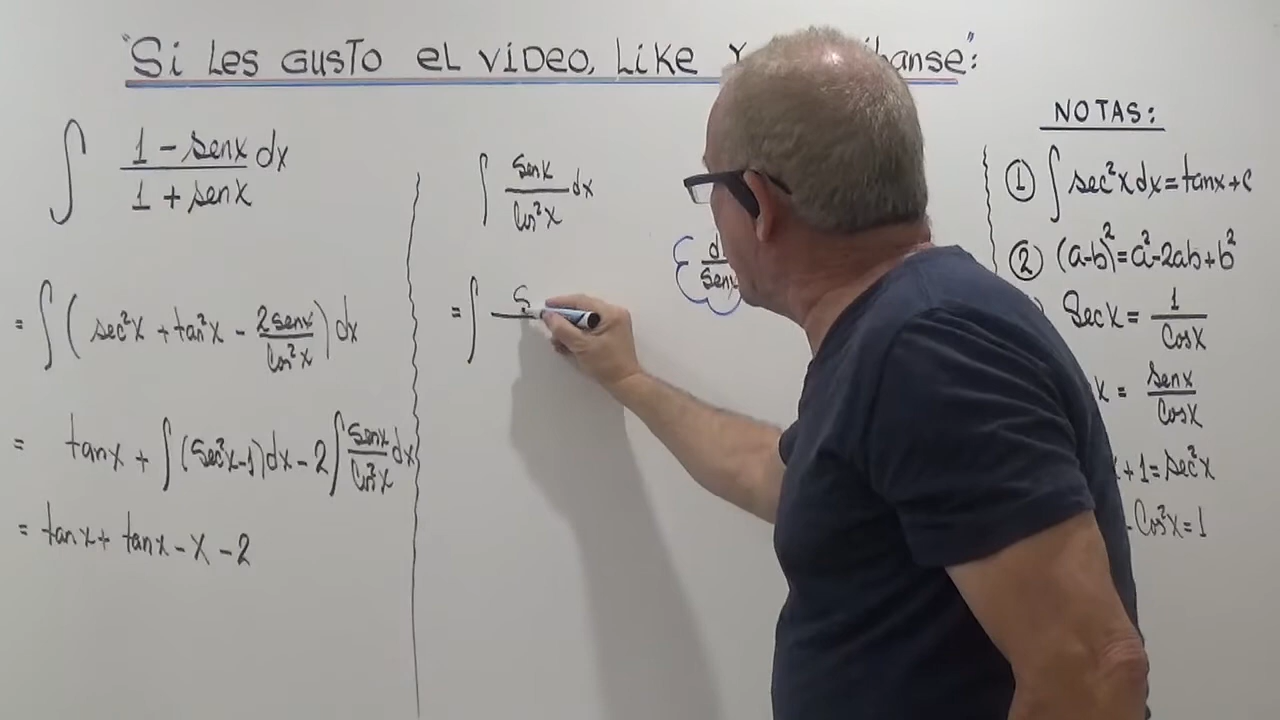 "Si Les Gusto el Video, Like Y
∫ 1 - senx / 1 + senx dx
= ∫ ( sec²x + tan²x - 2senx / Cos²x ) dx
= tanx + ∫ (Sec²x-1)dx - 2 ∫ senx / Cos²x dx
= tanx + tanx - x - 2
∫ senx / Cos²x dx
= ∫ S
d
senx
NOTAS:
① ∫ sec²x dx = tanx + c
② (a-b)² = a² - 2ab + b²
Secx = 1 / Cosx
x = senx / Cosx
+ 1 = Sec²x
Cos²x = 1